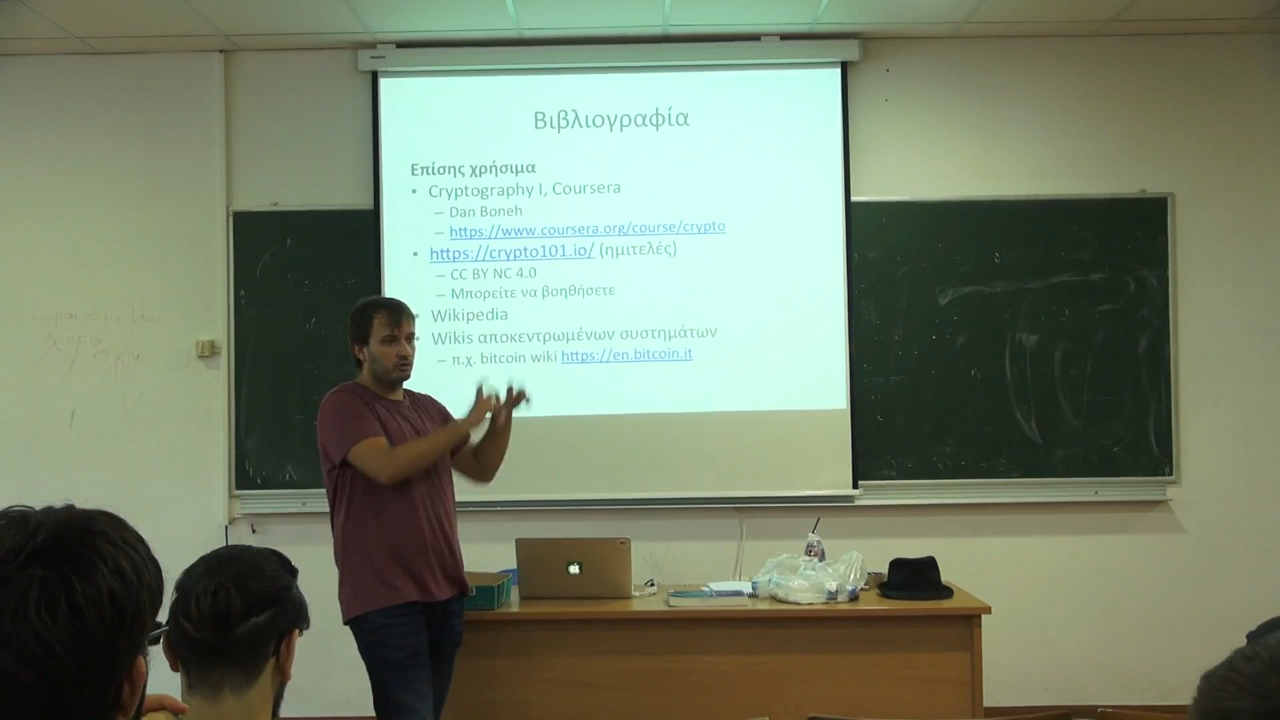 Βιβλιογραφία
Επίσης χρήσιμα
• Cryptography I, Coursera
– Dan Boneh
– https://www.coursera.org/course/crypto
• https://crypto101.io/ (ημιτελές)
– CC BY NC 4.0
– Μπορείτε να βοηθήσετε
• Wikipedia
Wikis αποκεντρωμένων συστημάτων
– π.χ. bitcoin wiki https://en.bitcoin.it